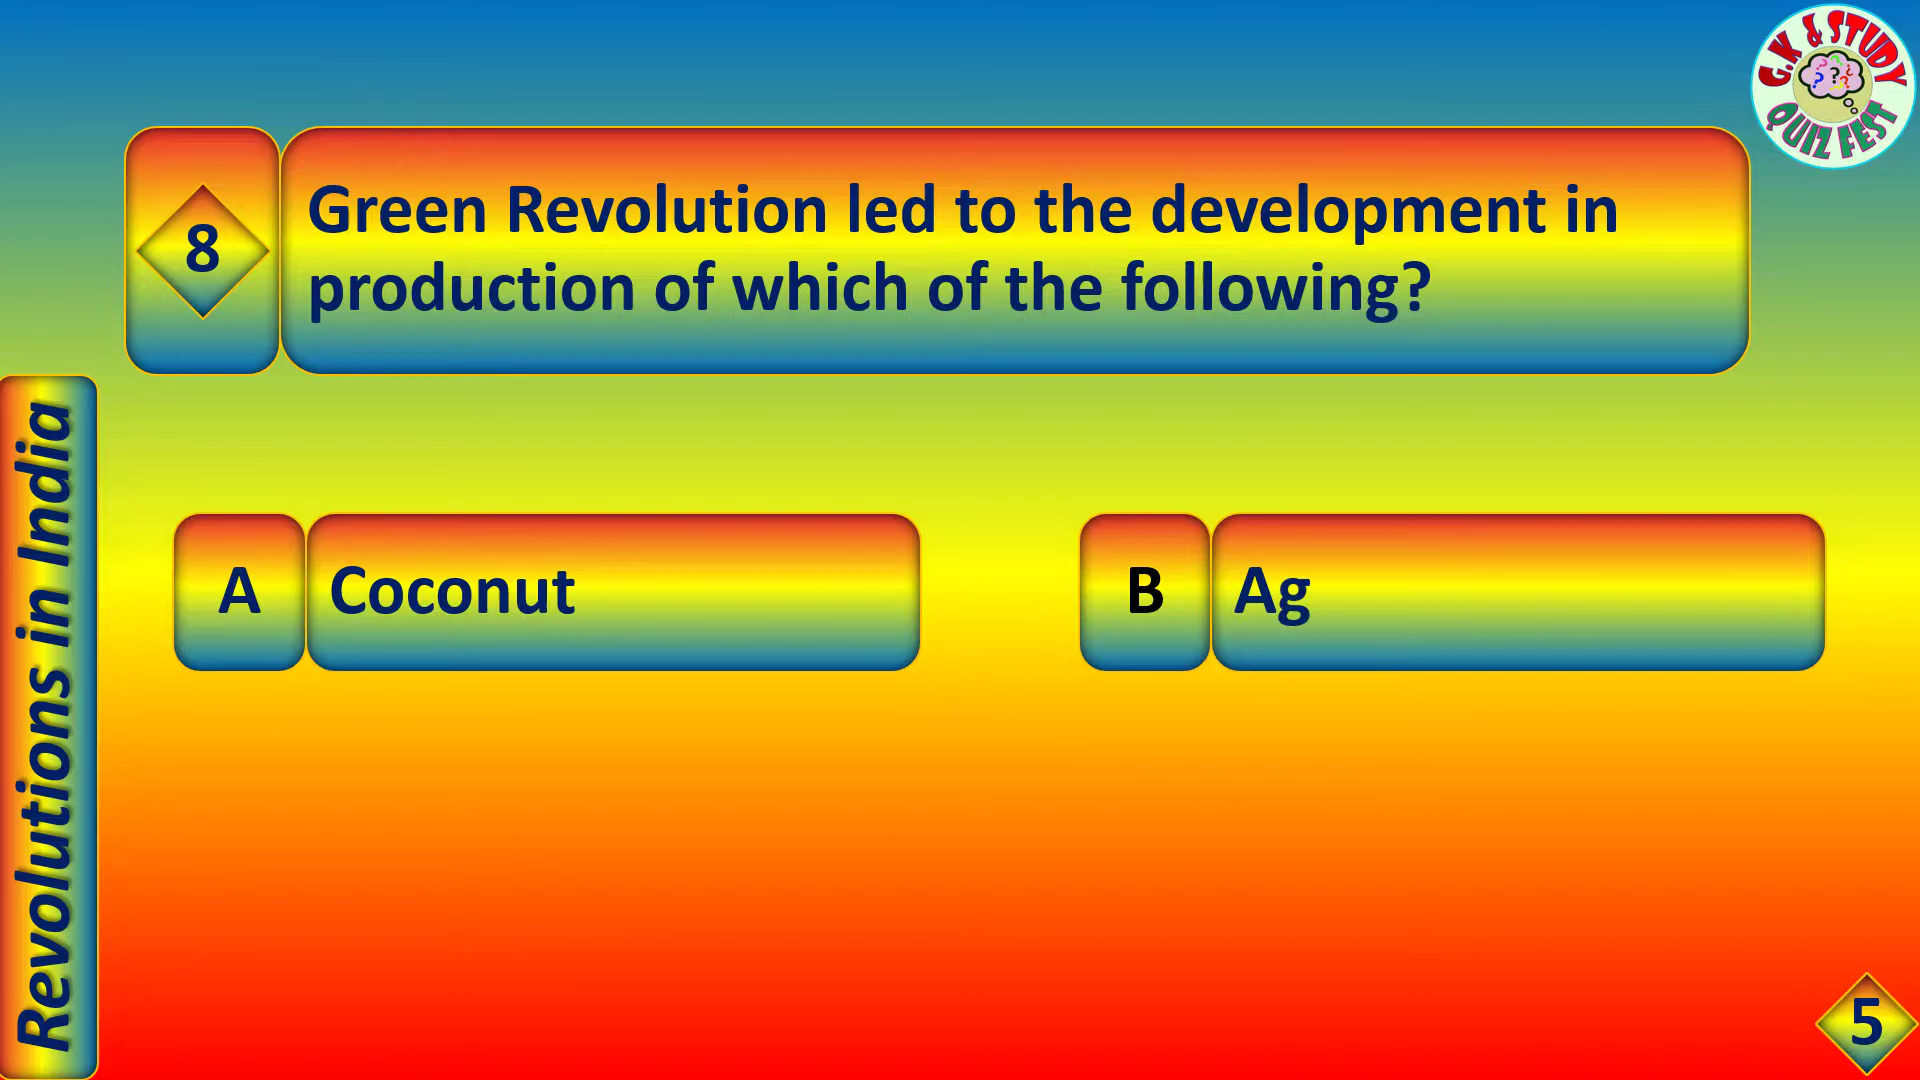 G.K & STUDY
QUIZ FEST
8
Green Revolution led to the development in
production of which of the following?
A
Coconut
B
Ag
Revolutions in India
5